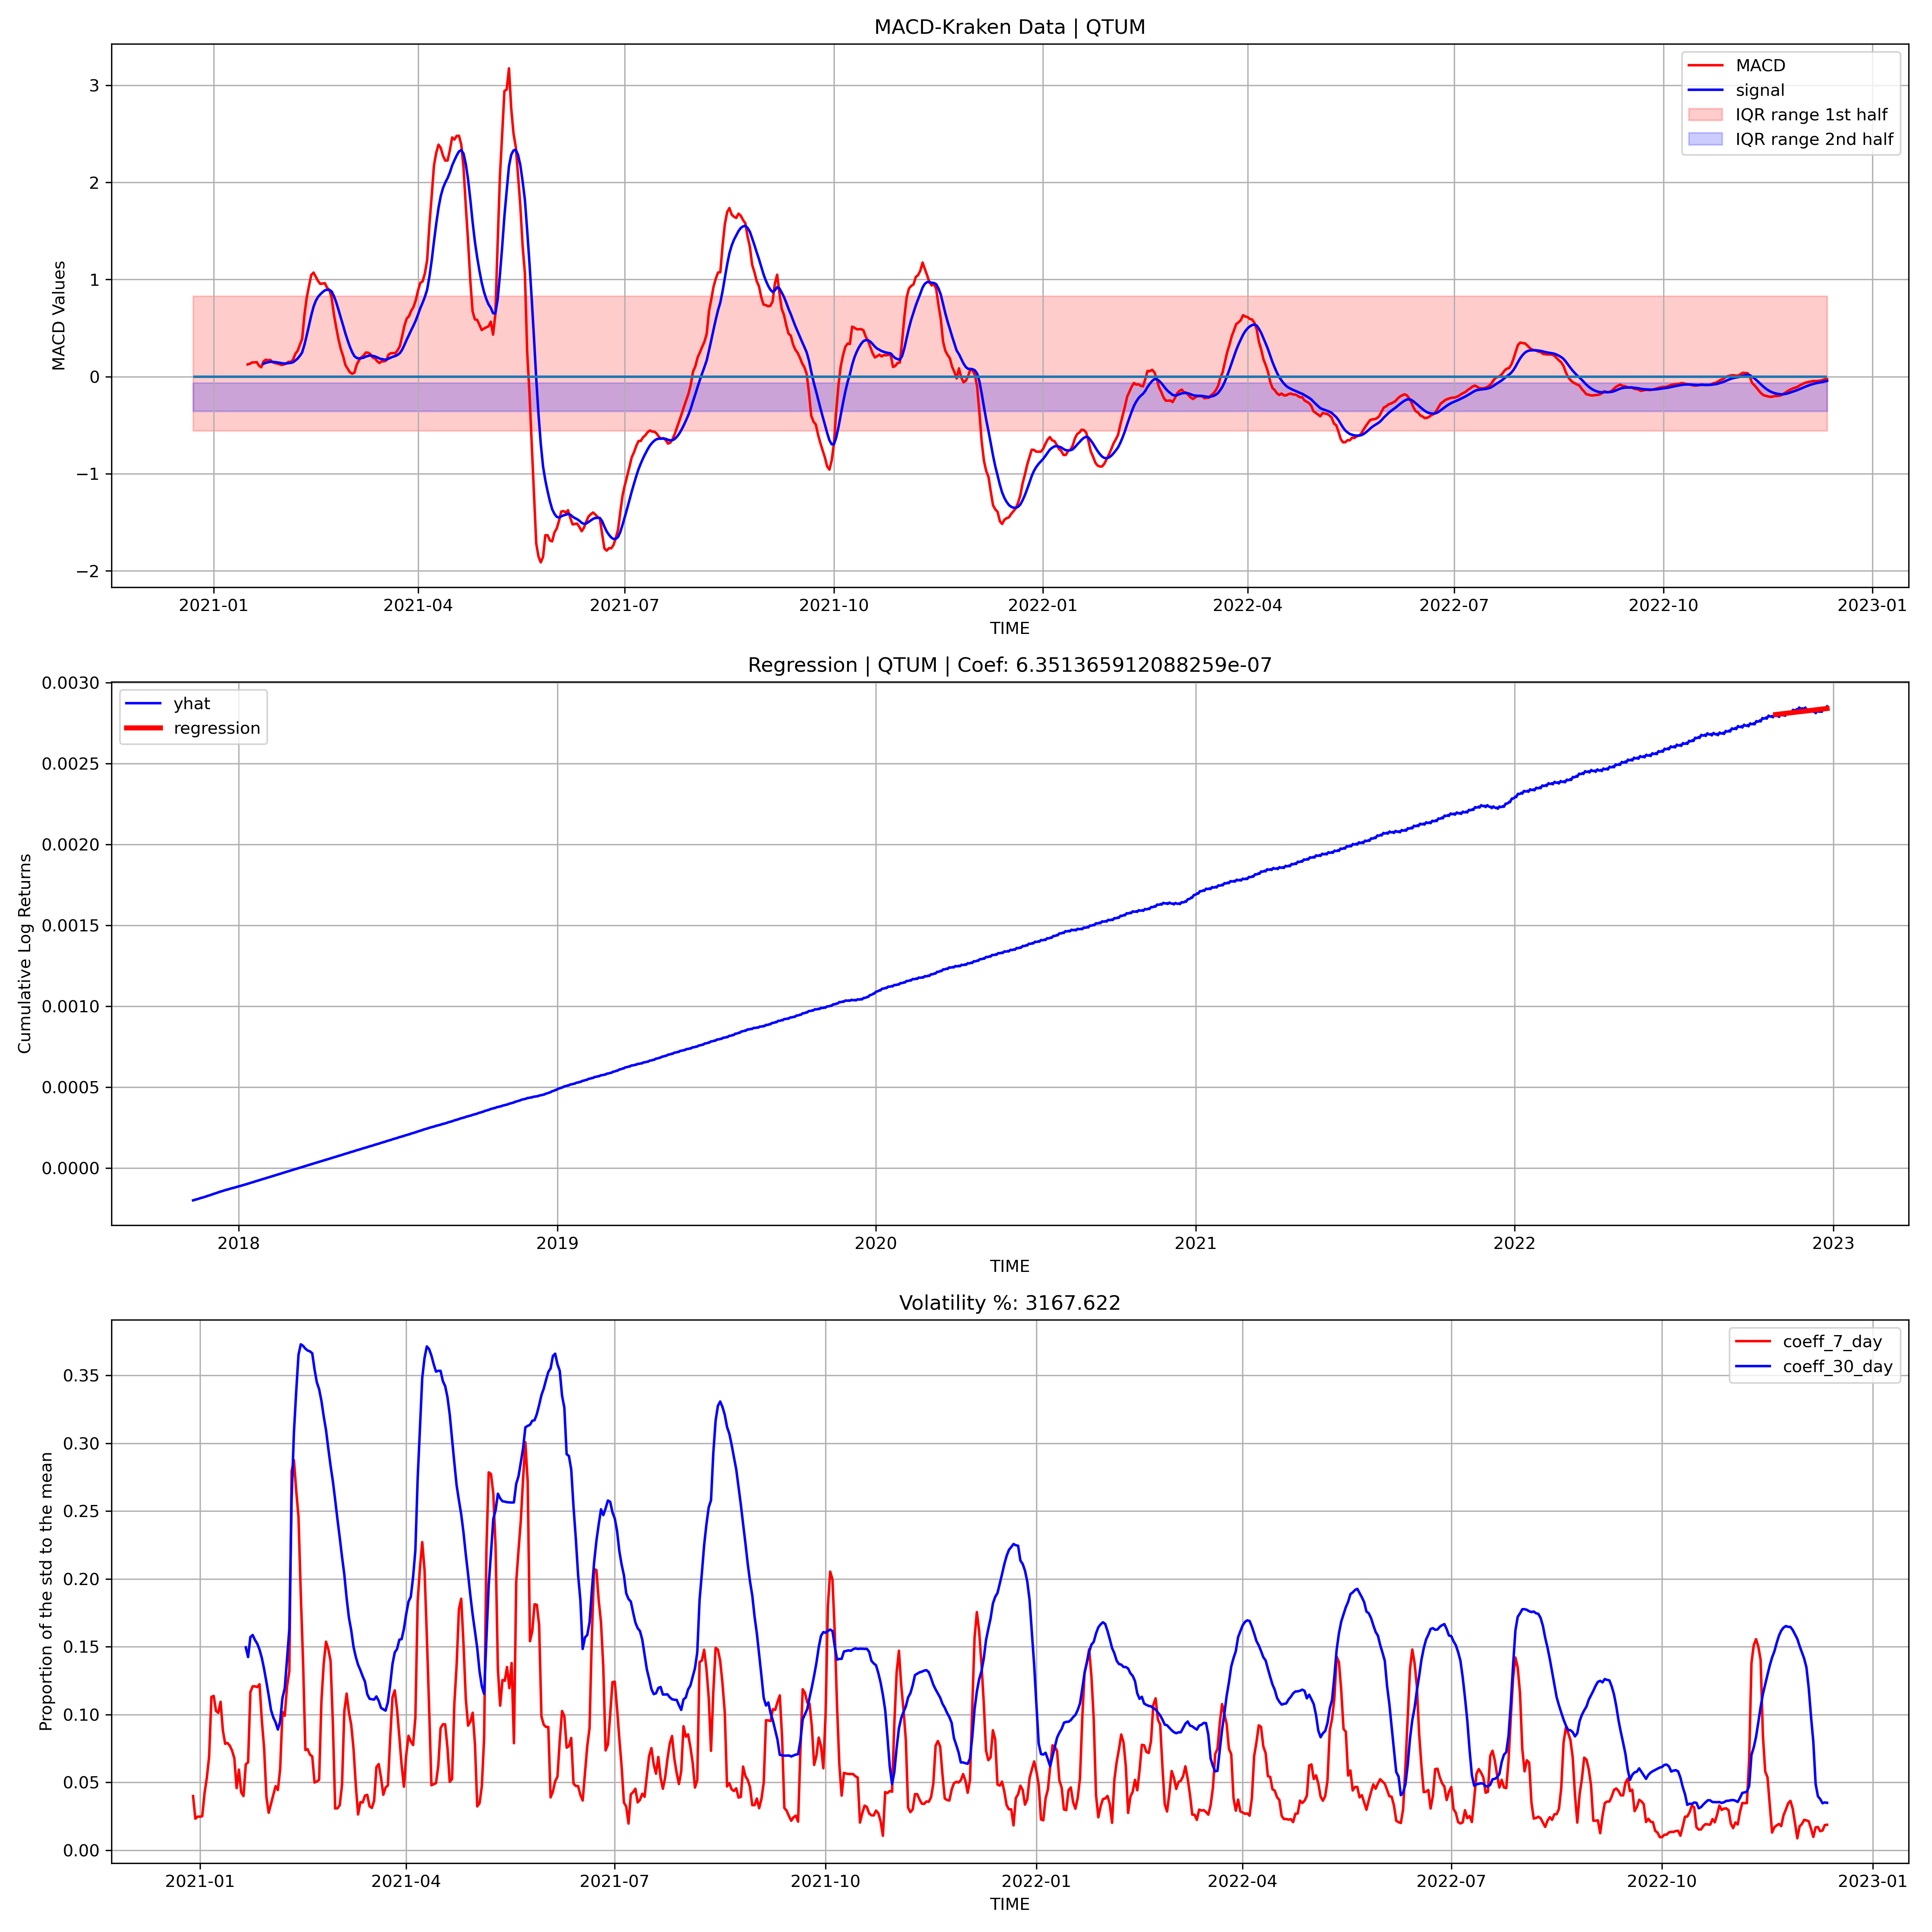 MACD-Kraken Data | QTUM
MACD
signal
IQR range 1st half
IQR range 2nd half
MACD Values
3
2
1
0
−1
−2
2021-01 2021-04 2021-07 2021-10 2022-01 2022-04 2022-07 2022-10 2023-01
TIME
Regression | QTUM | Coef: 6.351365912088259e-07
yhat
regression
Cumulative Log Returns
0.0030
0.0025
0.0020
0.0015
0.0010
0.0005
0.0000
2018 2019 2020 2021 2022 2023
TIME
Volatility %: 3167.622
coeff_7_day
coeff_30_day
Proportion of the std to the mean
0.35
0.30
0.25
0.20
0.15
0.10
0.05
0.00
2021-01 2021-04 2021-07 2021-10 2022-01 2022-04 2022-07 2022-10 2023-01
TIME